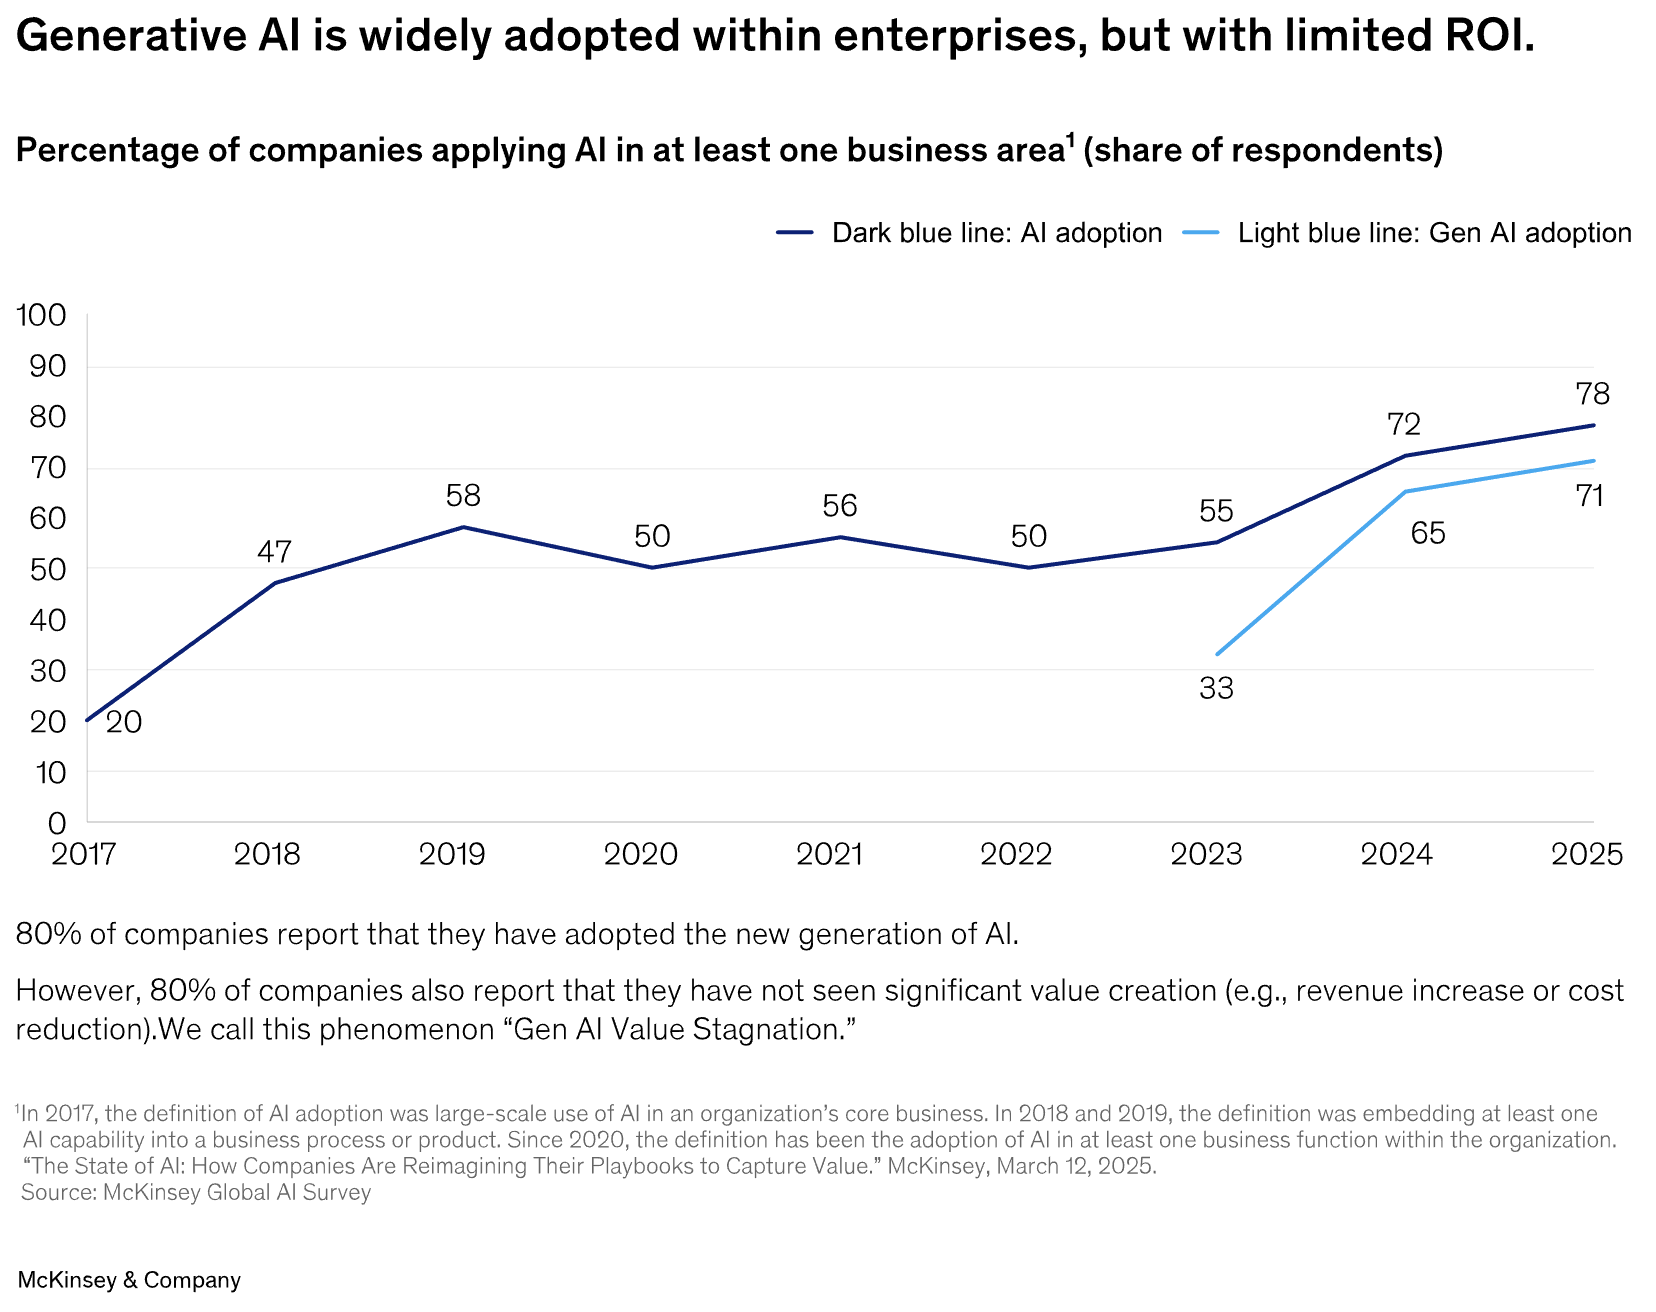 Generative AI is widely adopted within enterprises, but with limited ROI.
Percentage of companies applying AI in at least one business area¹ (share of respondents)
Dark blue line: AI adoption Light blue line: Gen AI adoption
100
90
80
70
60
50
40
30
20
10
0
20
47
58
50
56
50
55
72
78
33
65
71
2017 2018 2019 2020 2021 2022 2023 2024 2025
80% of companies report that they have adopted the new generation of AI.
However, 80% of companies also report that they have not seen significant value creation (e.g., revenue increase or cost
reduction).We call this phenomenon “Gen AI Value Stagnation.”
¹In 2017, the definition of AI adoption was large-scale use of AI in an organization’s core business. In 2018 and 2019, the definition was embedding at least one
AI capability into a business process or product. Since 2020, the definition has been the adoption of AI in at least one business function within the organization.
“The State of AI: How Companies Are Reimagining Their Playbooks to Capture Value.” McKinsey, March 12, 2025.
Source: McKinsey Global AI Survey
McKinsey & Company